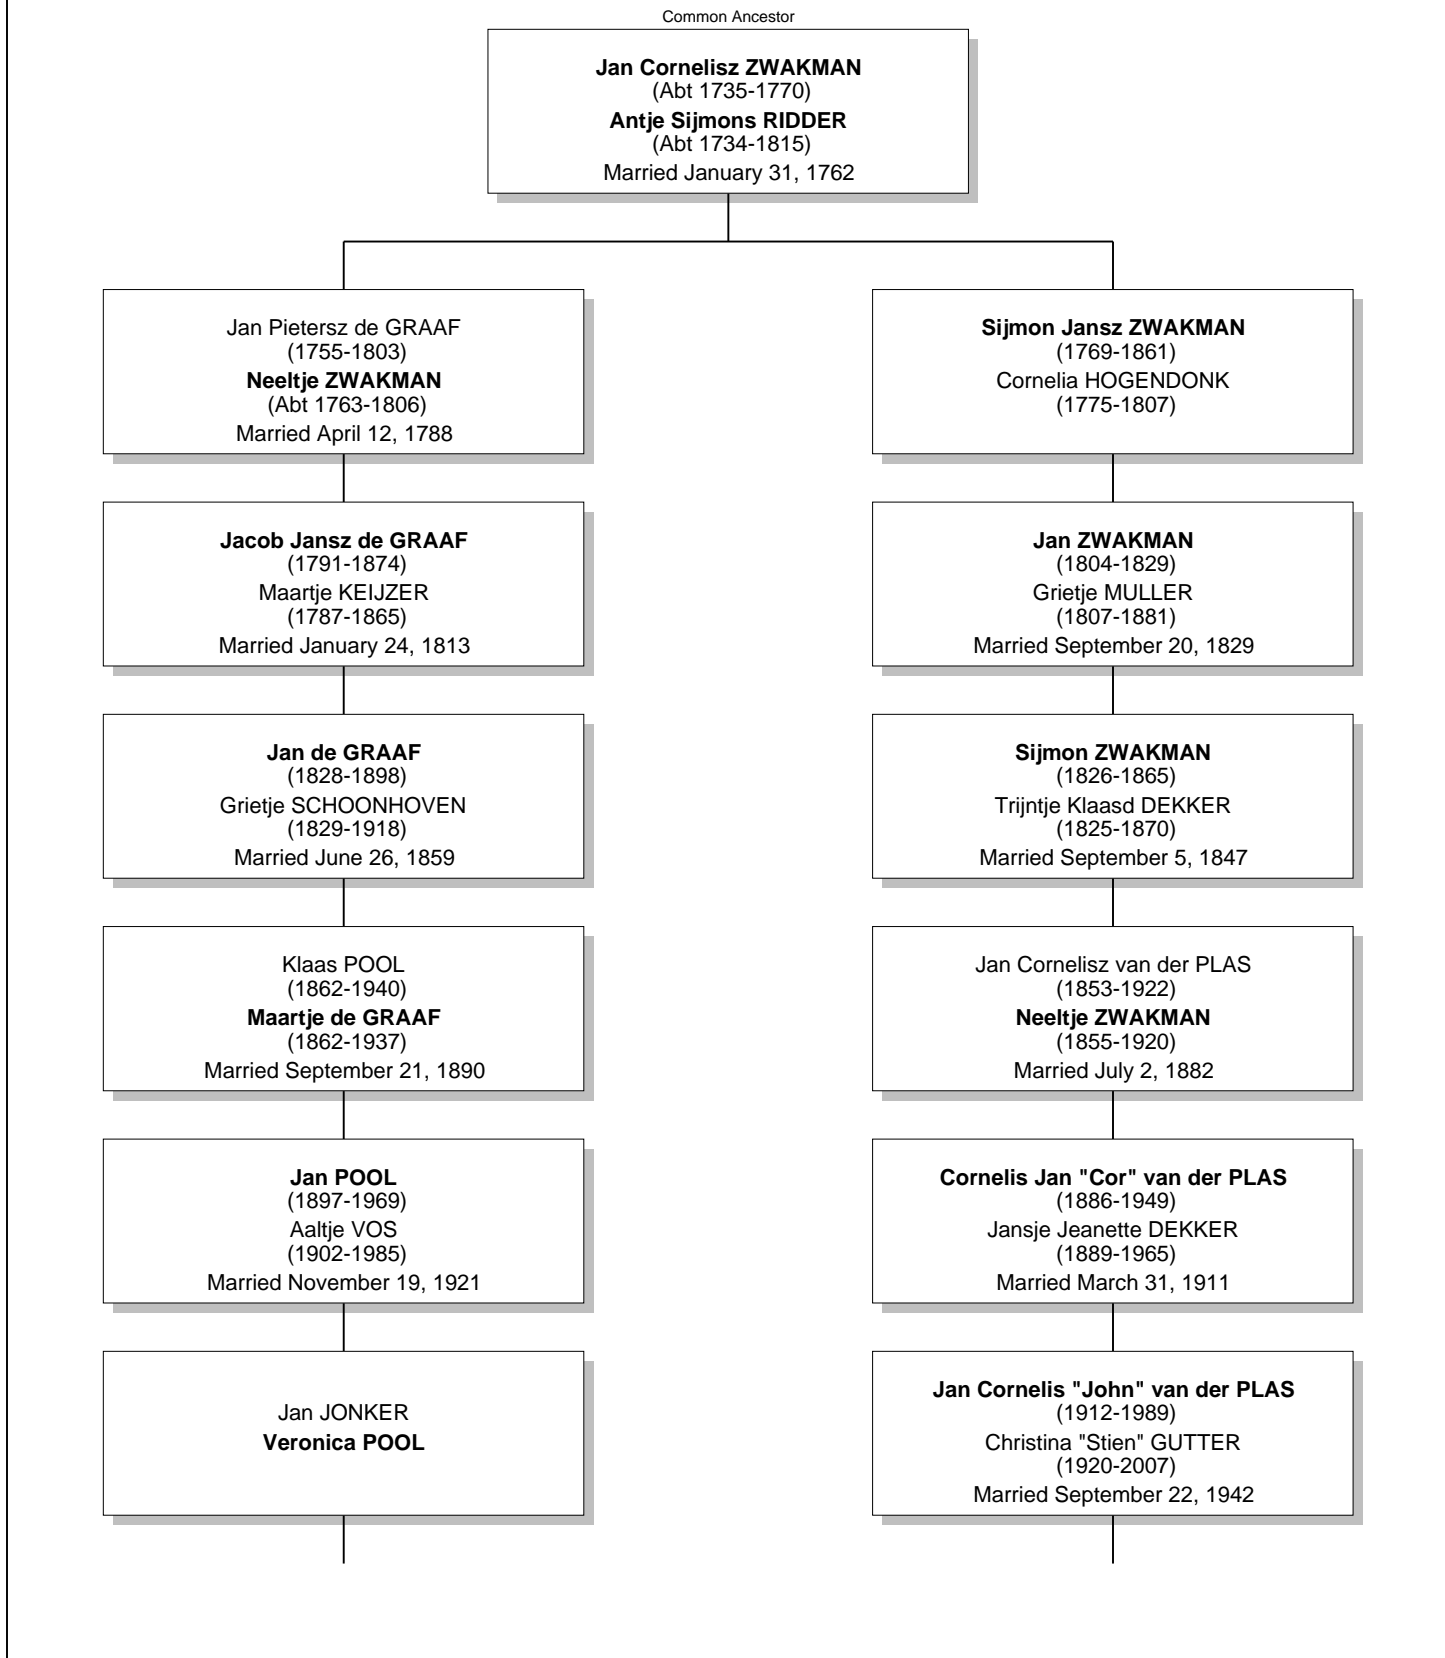 Common Ancestor
Jan Cornelisz ZWAKMAN
(Abt 1735-1770)
Antje Sijmons RIDDER
(Abt 1734-1815)
Married January 31, 1762
Jan Pietersz de GRAAF
(1755-1803)
Neeltje ZWAKMAN
(Abt 1763-1806)
Married April 12, 1788
Sijmon Jansz ZWAKMAN
(1769-1861)
Cornelia HOGENDONK
(1775-1807)
Jacob Jansz de GRAAF
(1791-1874)
Maartje KEIJZER
(1787-1865)
Married January 24, 1813
Jan ZWAKMAN
(1804-1829)
Grietje MULLER
(1807-1881)
Married September 20, 1829
Jan de GRAAF
(1828-1898)
Grietje SCHOONHOVEN
(1829-1918)
Married June 26, 1859
Sijmon ZWAKMAN
(1826-1865)
Trijntje Klaasd DEKKER
(1825-1870)
Married September 5, 1847
Klaas POOL
(1862-1940)
Maartje de GRAAF
(1862-1937)
Married September 21, 1890
Jan Cornelisz van der PLAS
(1853-1922)
Neeltje ZWAKMAN
(1855-1920)
Married July 2, 1882
Jan POOL
(1897-1969)
Aaltje VOS
(1902-1985)
Married November 19, 1921
Cornelis Jan "Cor" van der PLAS
(1886-1949)
Jansje Jeanette DEKKER
(1889-1965)
Married March 31, 1911
Jan JONKER
Veronica POOL
Jan Cornelis "John" van der PLAS
(1912-1989)
Christina "Stien" GUTTER
(1920-2007)
Married September 22, 1942